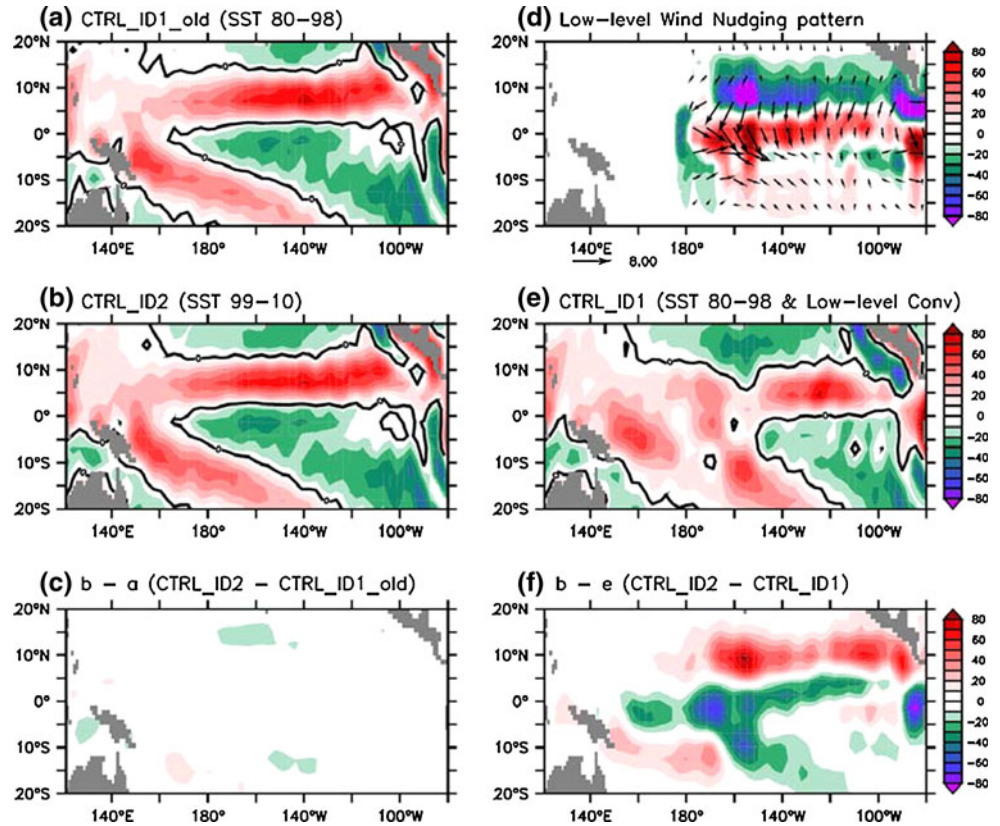 (a) CTRL_ID1_old (SST 80-98)
20°N
10°N
0°
10°S
20°S
140°E 180° 140°W 100°W
(d) Low-level Wind Nudging pattern
20°N
10°N
0°
10°S
20°S
140°E 180° 140°W 100°W
8.00
80
60
40
20
0
-20
-40
-60
-80
(b) CTRL_ID2 (SST 99-10)
20°N
10°N
0°
10°S
20°S
140°E 180° 140°W 100°W
(e) CTRL_ID1 (SST 80-98 & Low-level Conv)
20°N
10°N
0°
10°S
20°S
140°E 180° 140°W 100°W
80
60
40
20
0
-20
-40
-60
-80
(c) b - a (CTRL_ID2 - CTRL_ID1_old)
20°N
10°N
0°
10°S
20°S
140°E 180° 140°W 100°W
(f) b - e (CTRL_ID2 - CTRL_ID1)
20°N
10°N
0°
10°S
20°S
140°E 180° 140°W 100°W
80
60
40
20
0
-20
-40
-60
-80